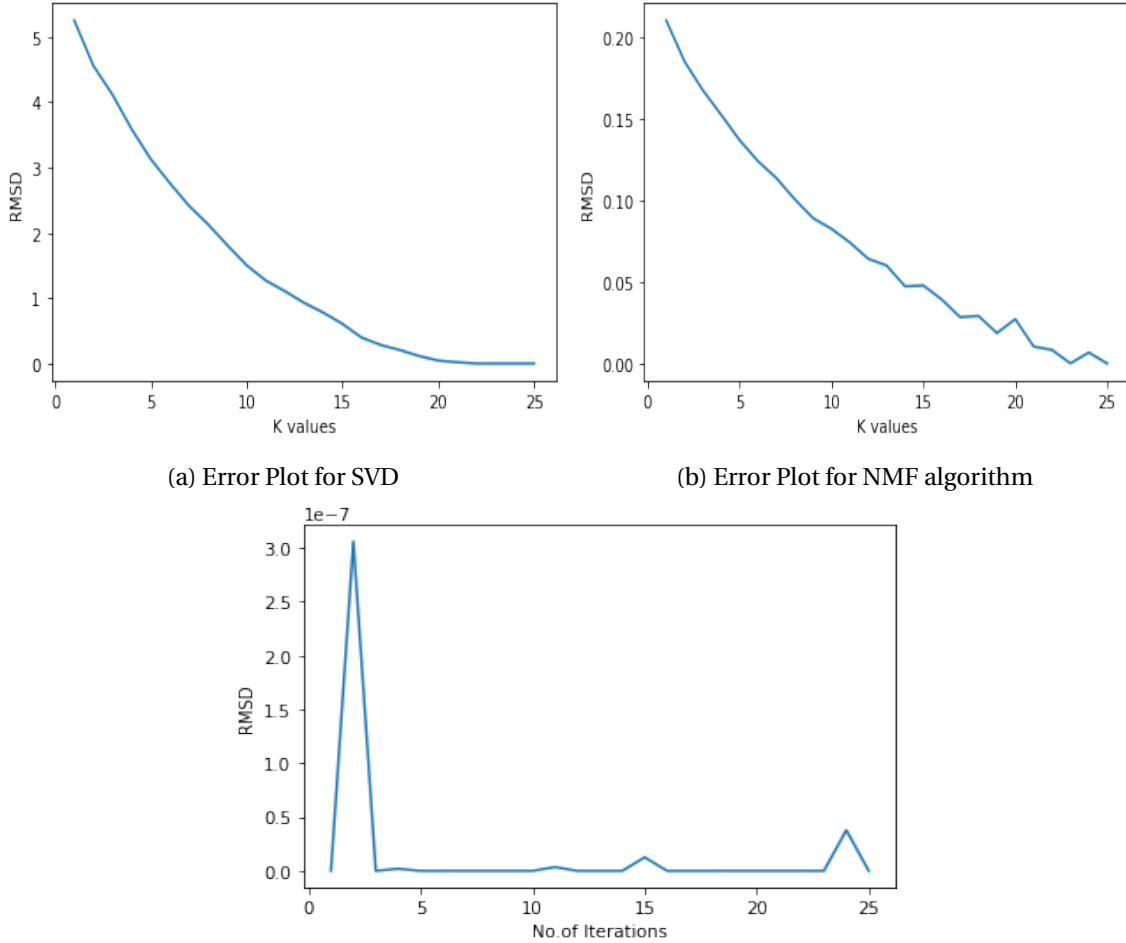 5
4
3
2
1
0
RMSD
0 5 10 15 20 25
K values
(a) Error Plot for SVD
0.20
0.15
0.10
0.05
0.00
RMSD
0 5 10 15 20 25
K values
(b) Error Plot for NMF algorithm
1e−7
3.0
2.5
2.0
1.5
1.0
0.5
0.0
RMSD
0 5 10 15 20 25
No.of Iterations